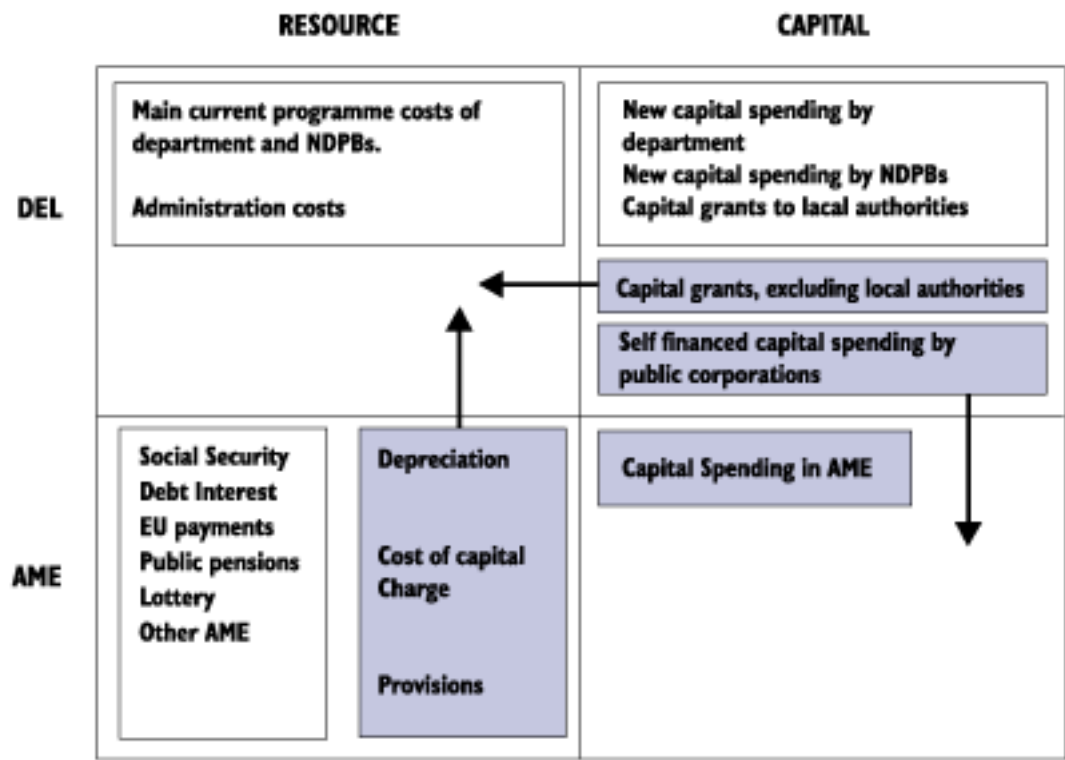 RESOURCE
CAPITAL
DEL
Main current programme costs of
department and NDPBs.
Administration costs
New capital spending by
department
New capital spending by NDPBs
Capital grants to lacal authorities
Capital grants, excluding local authorities
Self financed capital spending by
public corporations
AME
Social Security
Debt Interest
EU payments
Public pensions
Lottery
Other AME
Depreciation
Cost of capital
Charge
Provisions
Capital Spending in AME